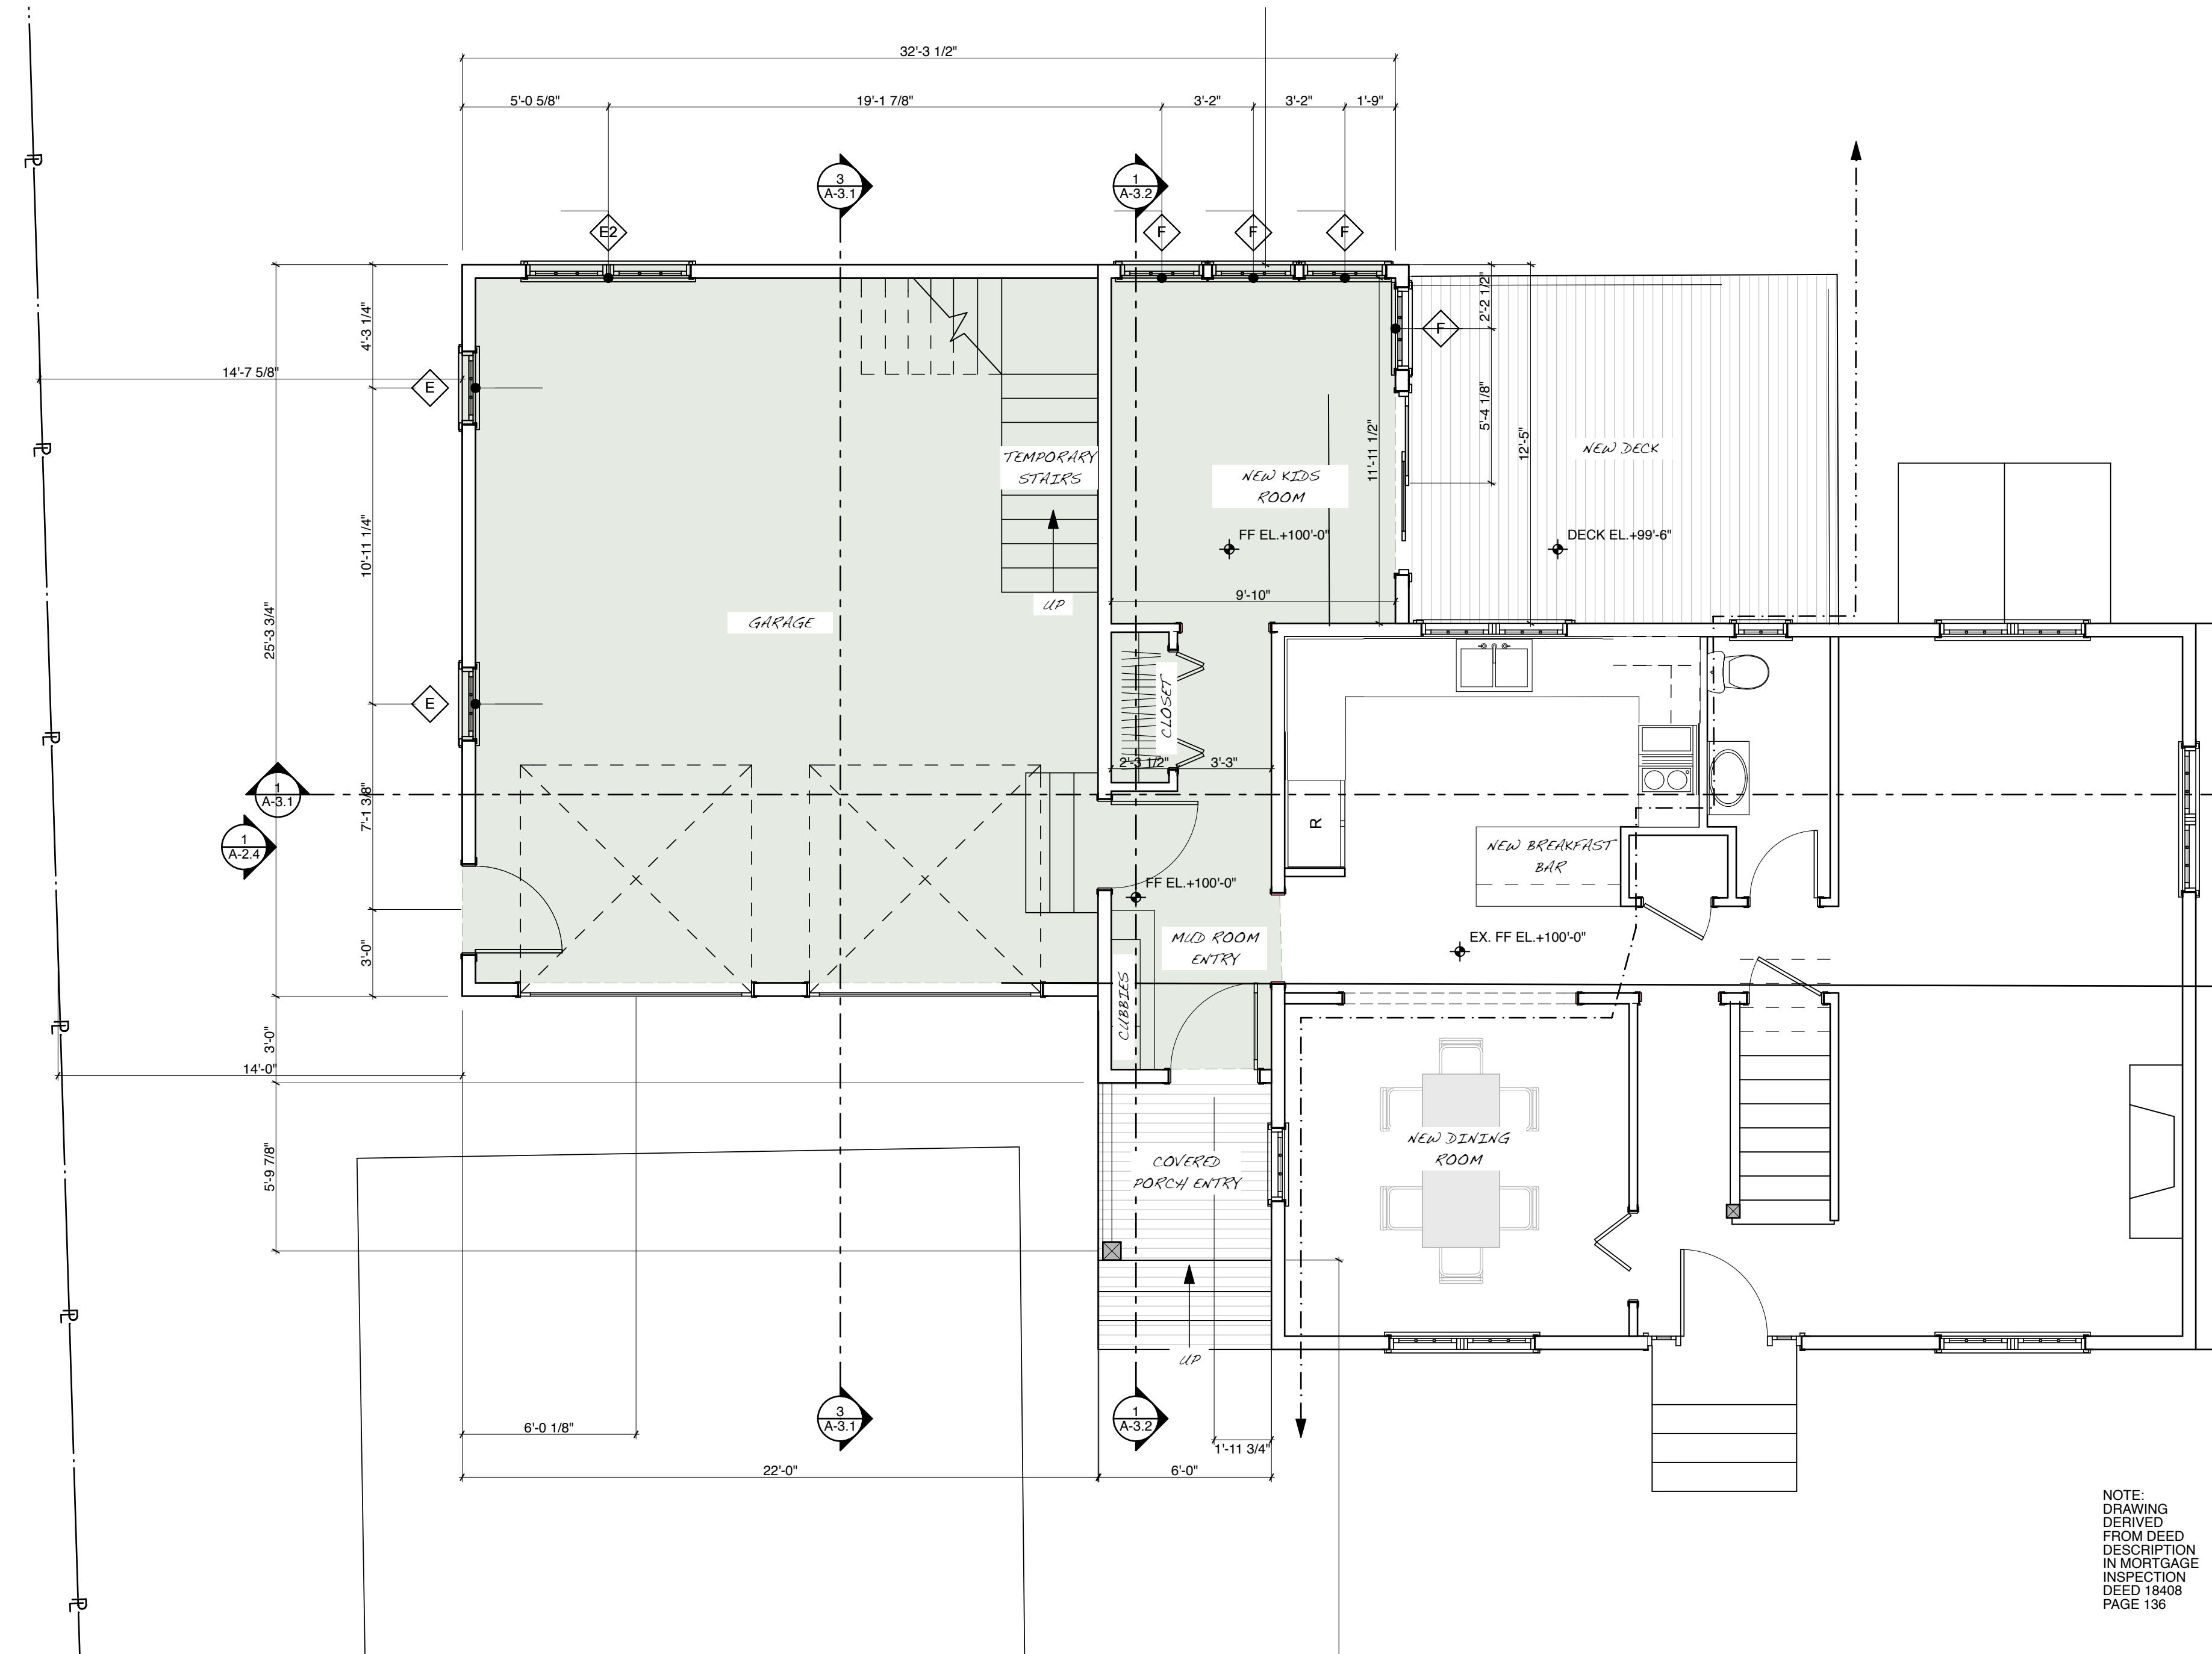 32'-3 1/2"
5'-0 5/8"
19'-1 7/8"
3'-2"
3'-2"
1'-9"
PL
3
A-3.1
1
A-3.2
E2
F
F
F
4'-3 1/4"
2'-2 1/2"
F
14'-7 5/8"
E
5'-4 1/8"
11'-11 1/2"
12'-5"
PL
NEW DECK
TEMPORARY
STAIRS
NEW KIDS
ROOM
10'-11 1/4"
FF EL.+100'-0"
DECK EL.+99'-6"
9'-10"
UP
GARAGE
25'-3 3/4"
E
CLOSET
PL
2'-3 1/2"
3'-3"
1
A-3.1
7'-1 3/8"
R
1
A-2.4
NEW BREAKFAST
BAR
FF EL.+100'-0"
MUD ROOM
ENTRY
EX. FF EL.+100'-0"
3'-0"
CUBBIES
PL
3'-0"
14'-0"
NEW DINING
ROOM
COVERED
PORCH ENTRY
5'-9 7/8"
PL
UP
3
A-3.1
1
A-3.2
6'-0 1/8"
1'-11 3/4"
22'-0"
6'-0"
NOTE:
DRAWING
DERIVED
FROM DEED
DESCRIPTION
IN MORTGAGE
INSPECTION
DEED 18408
PAGE 136
PL